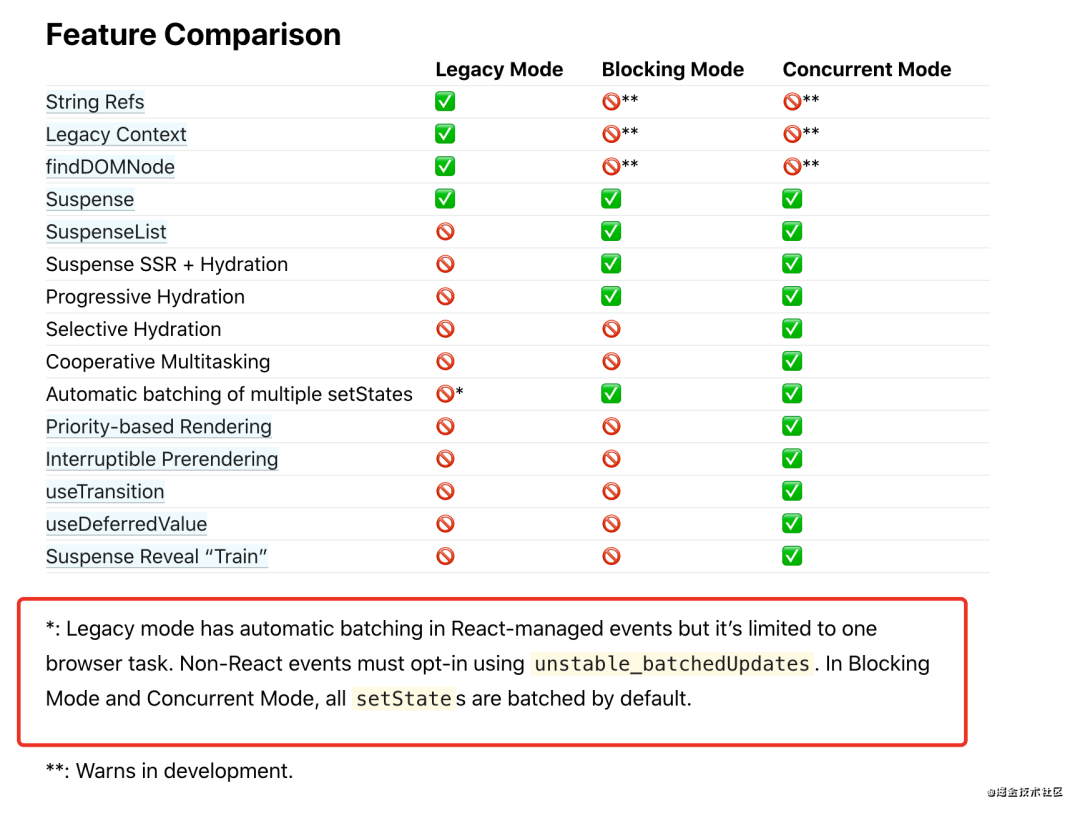 Feature Comparison
Legacy Mode Blocking Mode Concurrent Mode
String Refs ✅ 🚫** 🚫**
Legacy Context ✅ 🚫** 🚫**
findDOMNode ✅ 🚫** 🚫**
Suspense ✅ ✅ ✅
SuspenseList 🚫 ✅ ✅
Suspense SSR + Hydration 🚫 ✅ ✅
Progressive Hydration 🚫 ✅ ✅
Selective Hydration 🚫 🚫 ✅
Cooperative Multitasking 🚫 🚫 ✅
Automatic batching of multiple setStates 🚫* ✅ ✅
Priority-based Rendering 🚫 🚫 ✅
Interruptible Prerendering 🚫 🚫 ✅
useTransition 🚫 🚫 ✅
useDeferredValue 🚫 🚫 ✅
Suspense Reveal “Train” 🚫 🚫 ✅
*: Legacy mode has automatic batching in React-managed events but it’s limited to one
browser task. Non-React events must opt-in using unstable_batchedUpdates. In Blocking
Mode and Concurrent Mode, all setStates are batched by default.
**: Warns in development.
@掘金技术社区